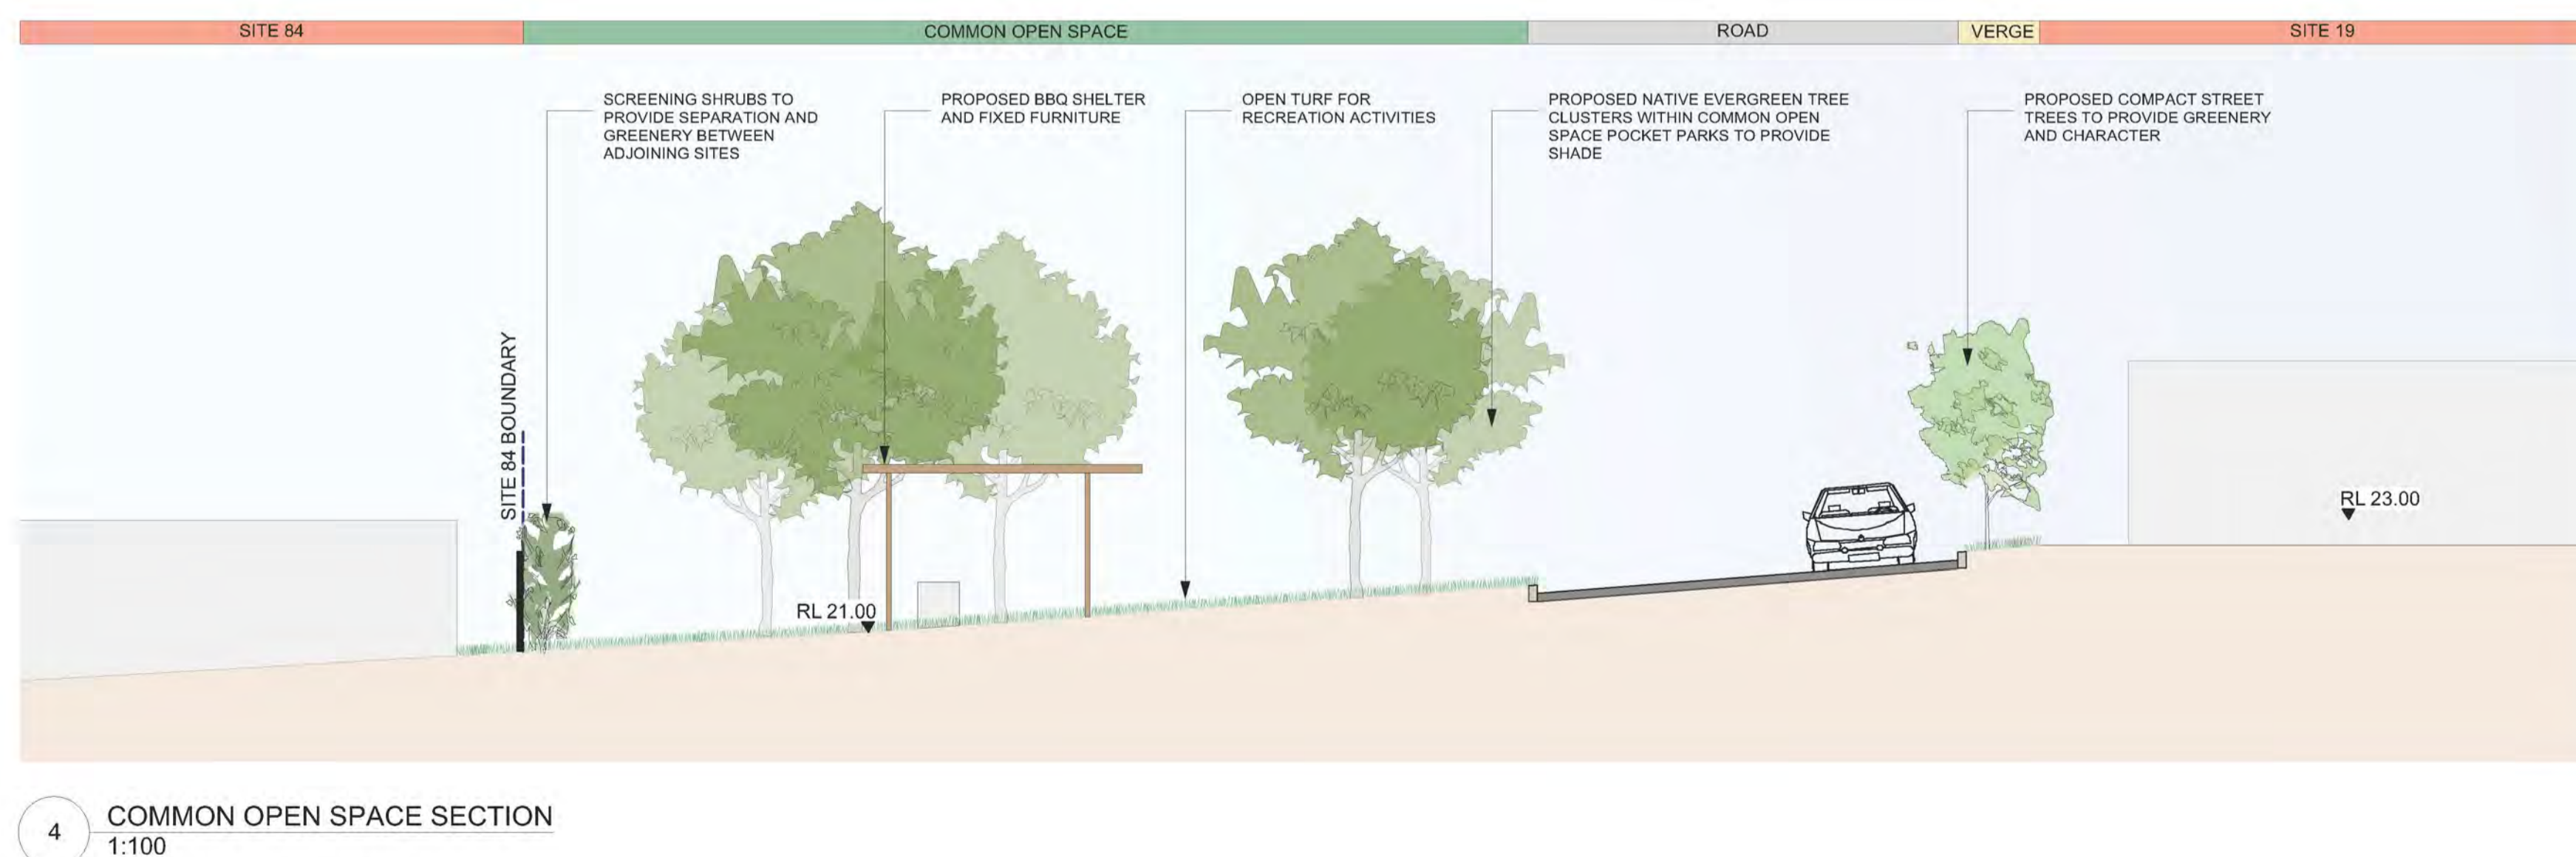 SITE 84
COMMON OPEN SPACE
ROAD
VERGE
SITE 19
SCREENING SHRUBS TO
PROVIDE SEPARATION AND
GREENERY BETWEEN
ADJOINING SITES
PROPOSED BBQ SHELTER
AND FIXED FURNITURE
OPEN TURF FOR
RECREATION ACTIVITIES
PROPOSED NATIVE EVERGREEN TREE
CLUSTERS WITHIN COMMON OPEN
SPACE POCKET PARKS TO PROVIDE
SHADE
PROPOSED COMPACT STREET
TREES TO PROVIDE GREENERY
AND CHARACTER
SITE 84 BOUNDARY
RL 21.00
RL 23.00
4
COMMON OPEN SPACE SECTION
1:100